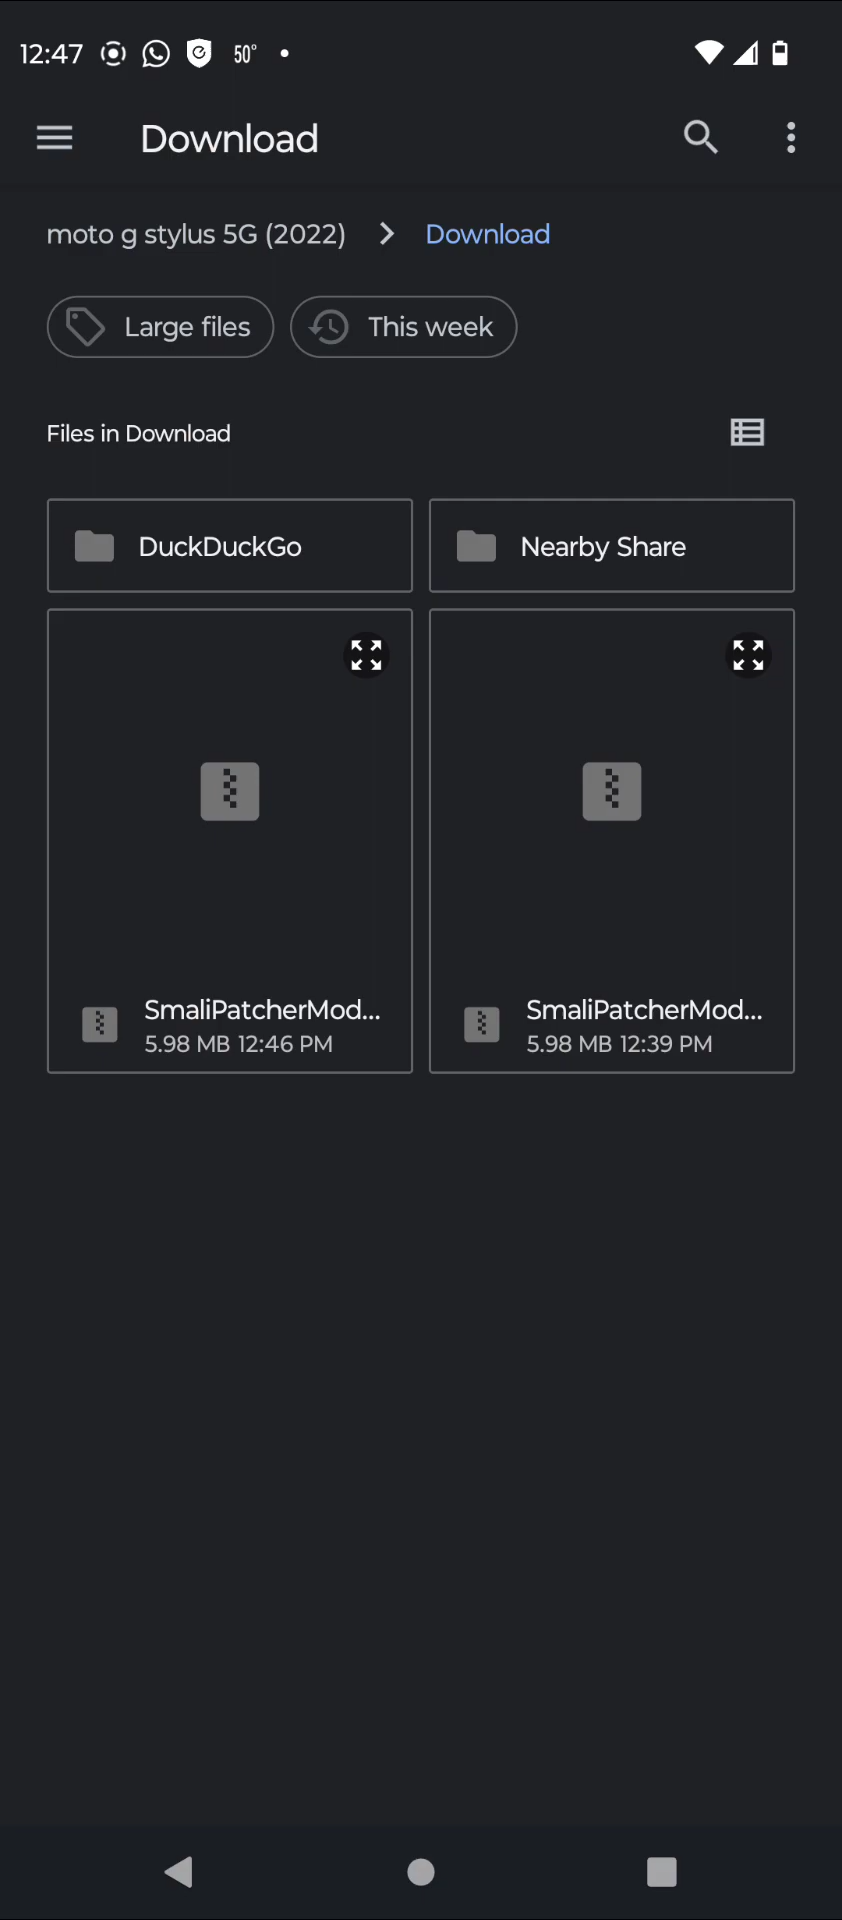 12:47 50°
Download
moto g stylus 5G (2022) Download
Large files This week
Files in Download
DuckDuckGo Nearby Share
SmaliPatcherMod... SmaliPatcherMod...
5.98 MB 12:46 PM 5.98 MB 12:39 PM